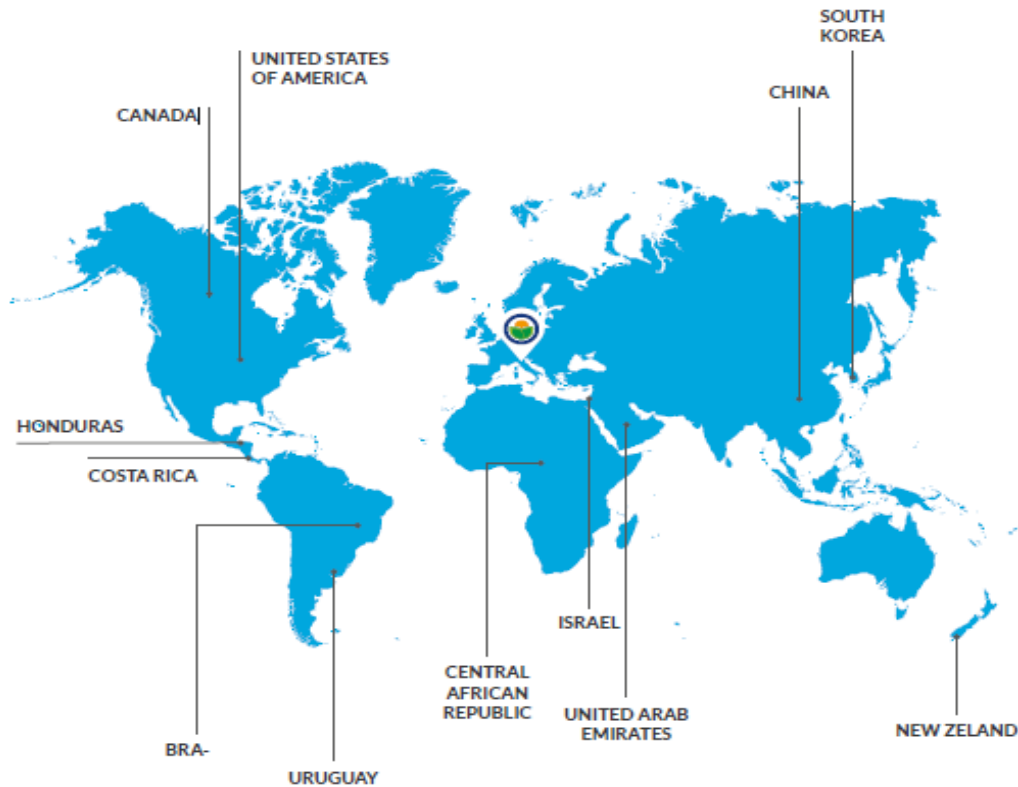 SOUTH
KOREA
UNITED STATES
OF AMERICA
CHINA
CANADA
HONDURAS
COSTA RICA
ISRAEL
CENTRAL
AFRICAN
REPUBLIC
UNITED ARAB
EMIRATES
NEW ZELAND
BRA-
URUGUAY